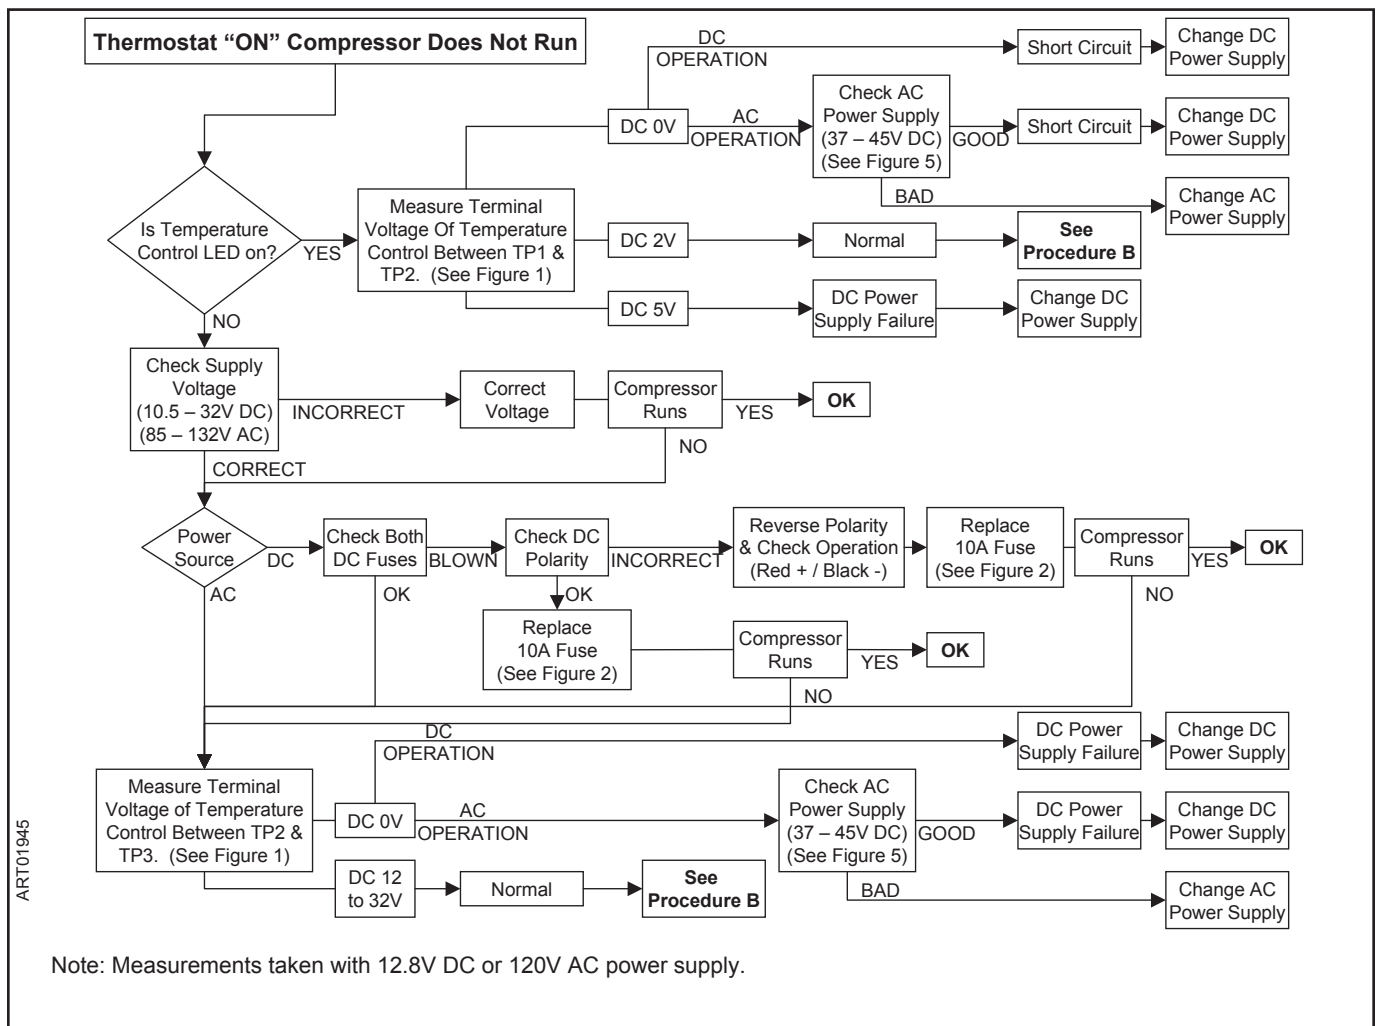 Thermostat “ON” Compressor Does Not Run
DC
OPERATION
Short Circuit
Change DC
Power Supply
DC 0V
AC
OPERATION
Check AC
Power Supply
(37 – 45V DC)
(See Figure 5)
GOOD
Short Circuit
Change DC
Power Supply
BAD
Change AC
Power Supply
Is Temperature
Control LED on?
YES
Measure Terminal
Voltage Of Temperature
Control Between TP1 &
TP2.  (See Figure 1)
DC 2V
Normal
See
Procedure B
DC 5V
DC Power
Supply Failure
Change DC
Power Supply
NO
Check Supply
Voltage
(10.5 – 32V DC)
(85 – 132V AC)
INCORRECT
Correct
Voltage
Compressor
Runs
YES
OK
NO
CORRECT
Power
Source
DC
Check Both
DC Fuses
BLOWN
Check DC
Polarity
INCORRECT
Reverse Polarity
& Check Operation
(Red + / Black -)
Replace
10A Fuse
(See Figure 2)
Compressor
Runs
YES
OK
AC
OK
OK
NO
Replace
10A Fuse
(See Figure 2)
Compressor
Runs
YES
OK
NO
DC
OPERATION
DC Power
Supply Failure
Change DC
Power Supply
Measure Terminal
Voltage of Temperature
Control Between TP2 &
TP3.  (See Figure 1)
DC 0V
AC
OPERATION
Check AC
Power Supply
(37 – 45V DC)
(See Figure 5)
GOOD
DC Power
Supply Failure
Change DC
Power Supply
BAD
Change AC
Power Supply
DC 12
to 32V
Normal
See
Procedure B
ART01945
Note: Measurements taken with 12.8V DC or 120V AC power supply.